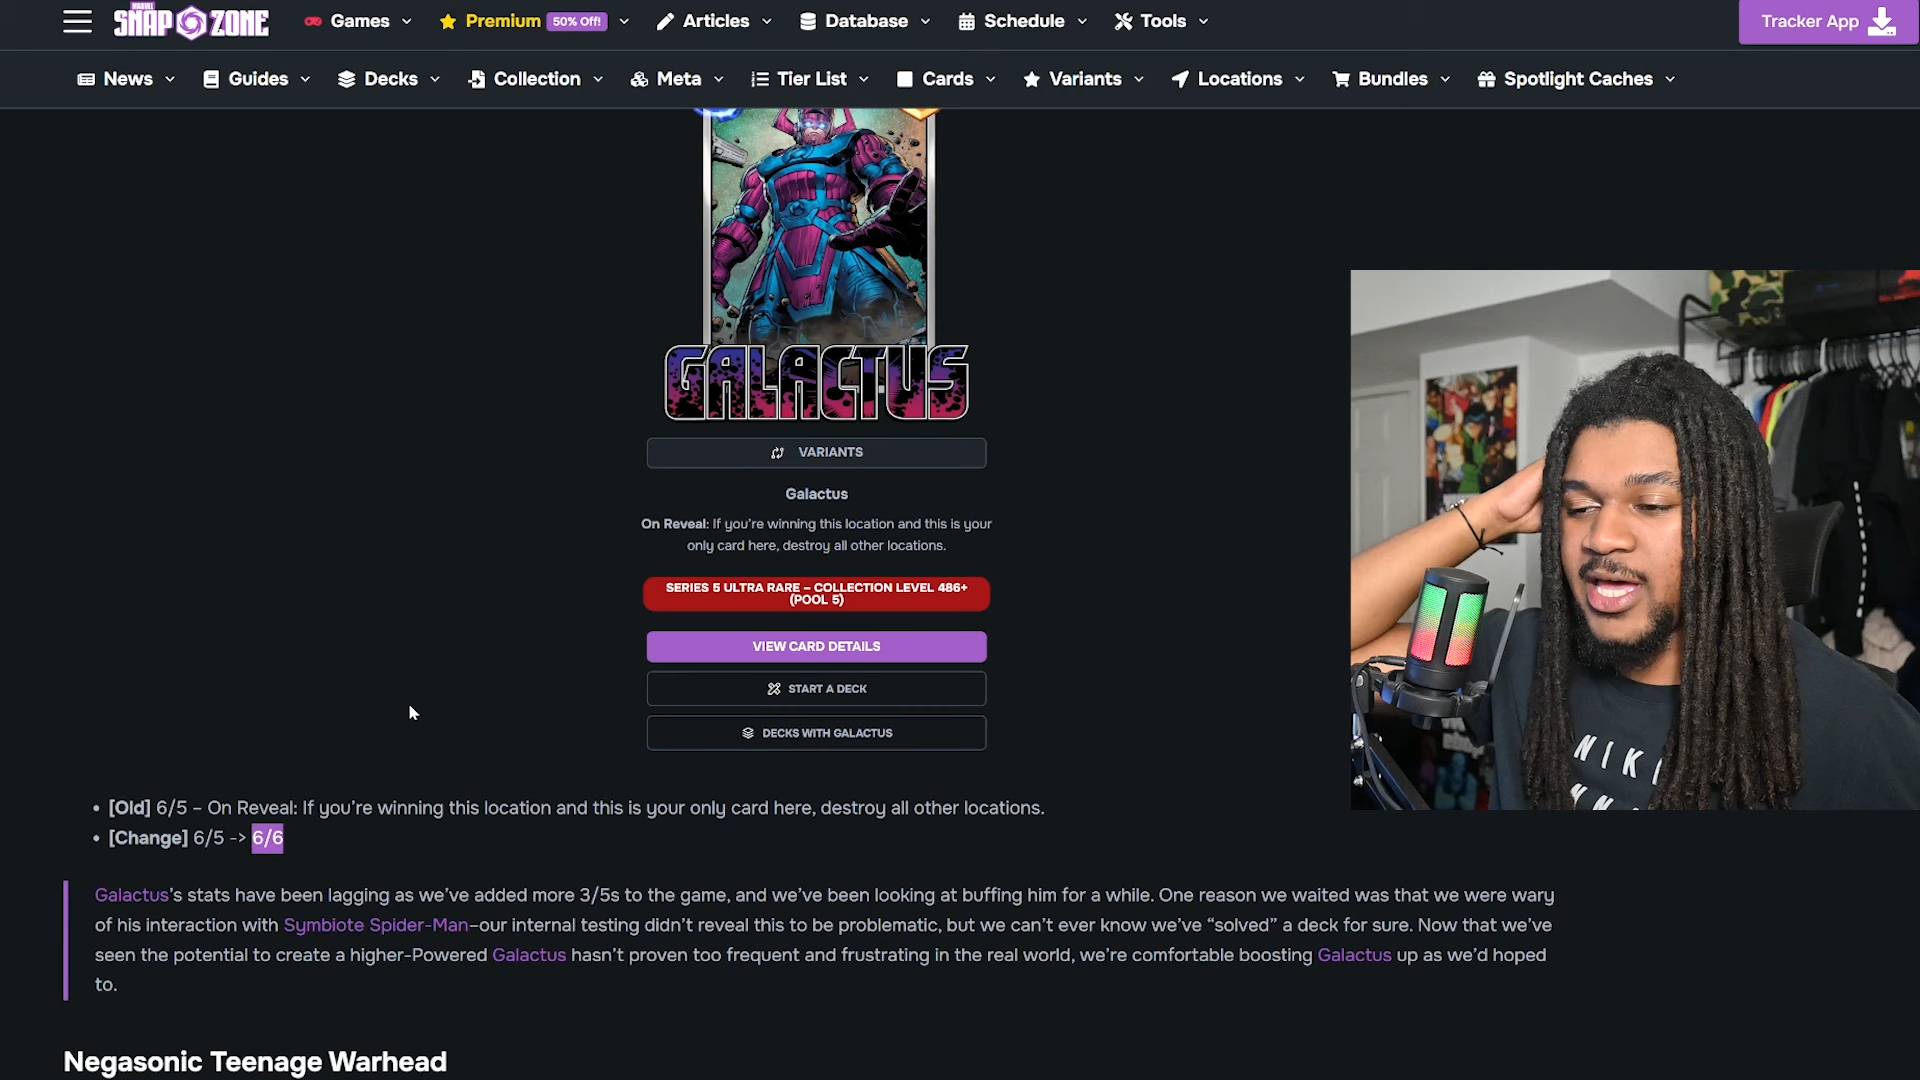 MARVEL
SNAP ZONE
Games
Premium 50% Off!
Articles
Database
Schedule
Tools
Tracker App
News
Guides
Decks
Collection
Meta
Tier List
Cards
Variants
Locations
Bundles
Spotlight Caches
GALACTUS
VARIANTS
Galactus
On Reveal: If you're winning this location and this is your
only card here, destroy all other locations.
SERIES 5 ULTRA RARE – COLLECTION LEVEL 486+
(POOL 5)
VIEW CARD DETAILS
START A DECK
DECKS WITH GALACTUS
• [Old] 6/5 – On Reveal: If you're winning this location and this is your only card here, destroy all other locations.
• [Change] 6/5 -> 6/6
Galactus's stats have been lagging as we've added more 3/5s to the game, and we've been looking at buffing him for a while. One reason we waited was that we were wary
of his interaction with Symbiote Spider-Man–our internal testing didn't reveal this to be problematic, but we can't ever know we've “solved” a deck for sure. Now that we've
seen the potential to create a higher-Powered Galactus hasn't proven too frequent and frustrating in the real world, we're comfortable boosting Galactus up as we'd hoped
to.
Negasonic Teenage Warhead